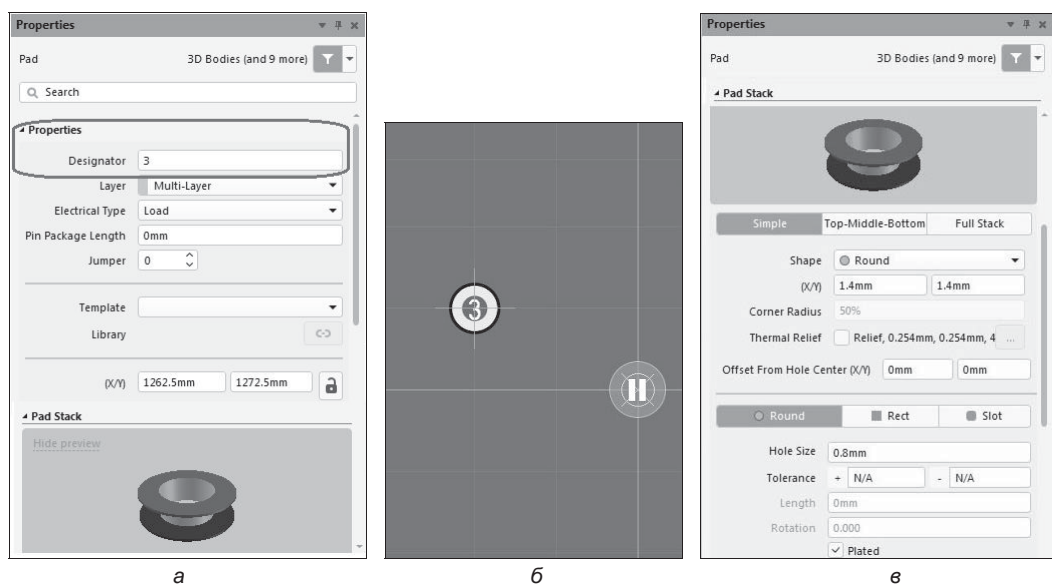 Properties
Pad 3D Bodies (and 9 more)
Search
Properties
Designator 3
Layer Multi-Layer
Electrical Type Load
Pin Package Length 0mm
Jumper 0
Template
Library
(X/Y) 1262.5mm 1272.5mm
Pad Stack
Hide preview
а
3
б
Properties
Pad 3D Bodies (and 9 more)
Pad Stack
Simple Top-Middle-Bottom Full Stack
Shape Round
(X/Y) 1.4mm 1.4mm
Corner Radius 50%
Thermal Relief Relief, 0.254mm, 0.254mm, 4 ...
Offset From Hole Center (X/Y) 0mm 0mm
Round Rect Slot
Hole Size 0.8mm
Tolerance + N/A - N/A
Length 0mm
Rotation 0.000
Plated
в